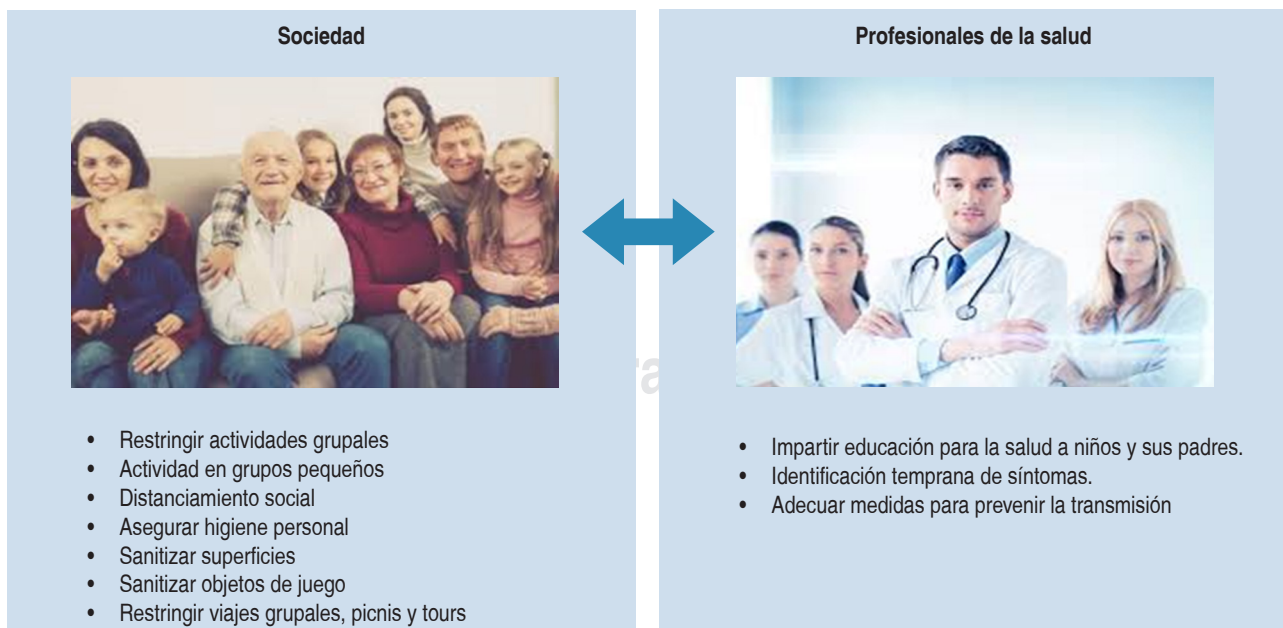 Sociedad
• Restringir actividades grupales
• Actividad en grupos pequeños
• Distanciamiento social
• Asegurar higiene personal
• Sanitizar superficies
• Sanitizar objetos de juego
• Restringir viajes grupales, picnis y tours
Profesionales de la salud
• Impartir educación para la salud a niños y sus padres.
• Identificación temprana de síntomas.
• Adecuar medidas para prevenir la transmisión